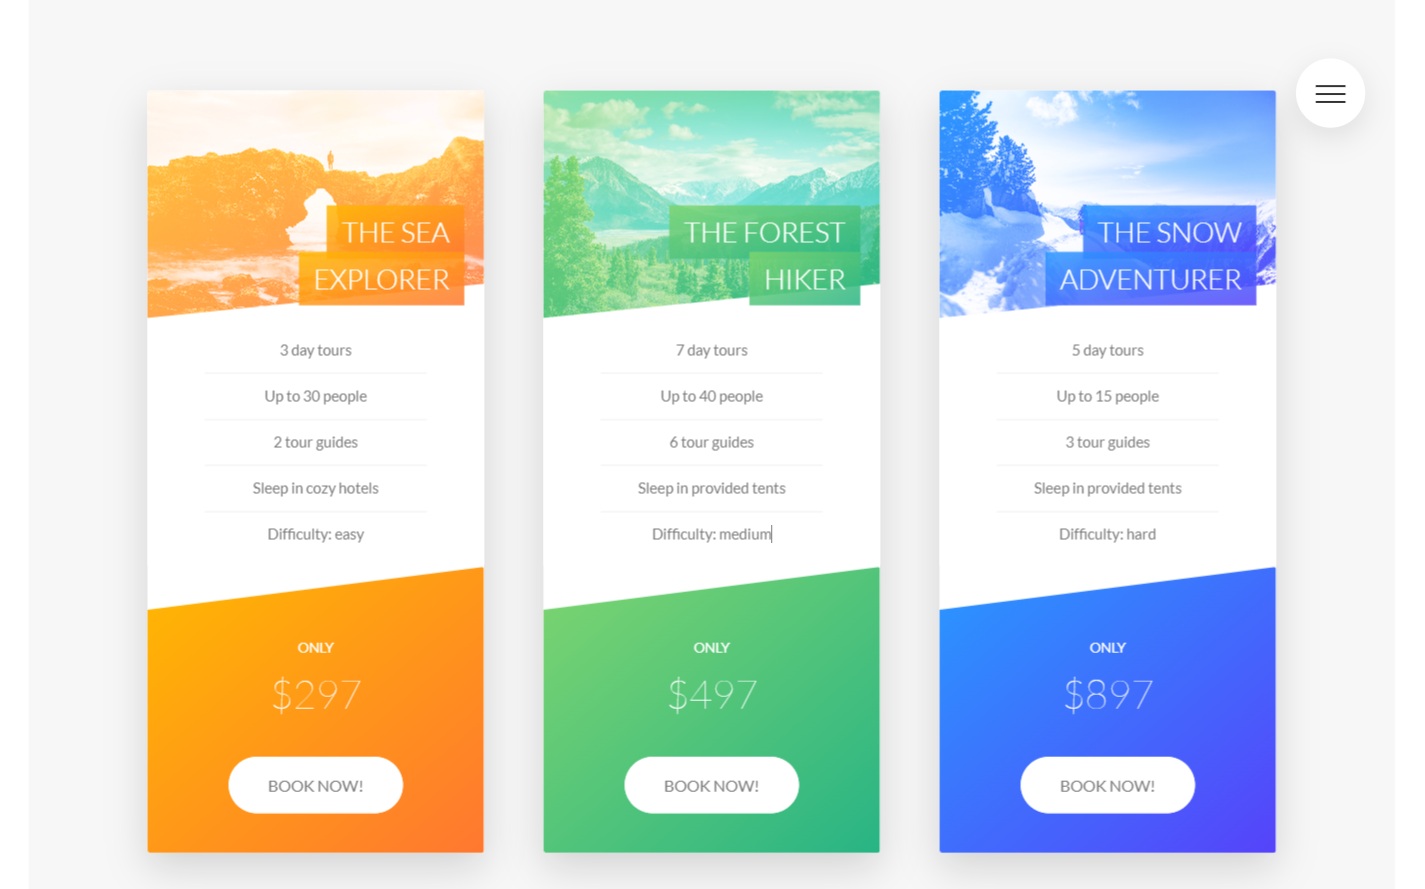 THE SEA
EXPLORER
3 day tours
Up to 30 people
2 tour guides
Sleep in cozy hotels
Difficulty: easy
ONLY
$297
BOOK NOW!
THE FOREST
HIKER
7 day tours
Up to 40 people
6 tour guides
Sleep in provided tents
Difficulty: medium
ONLY
$497
BOOK NOW!
THE SNOW
ADVENTURER
5 day tours
Up to 15 people
3 tour guides
Sleep in provided tents
Difficulty: hard
ONLY
$897
BOOK NOW!